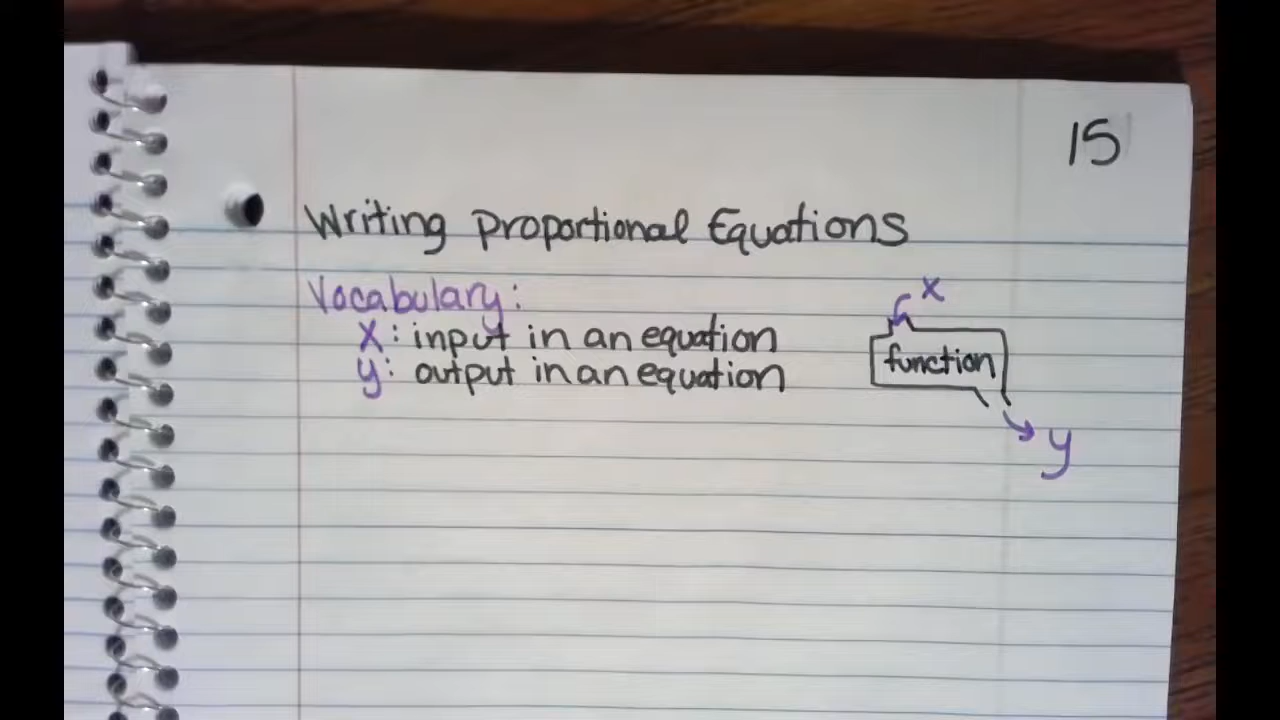 15
Writing Proportional Equations
Vocabulary:
x: input in an equation
y: output in an equation
x
function
y